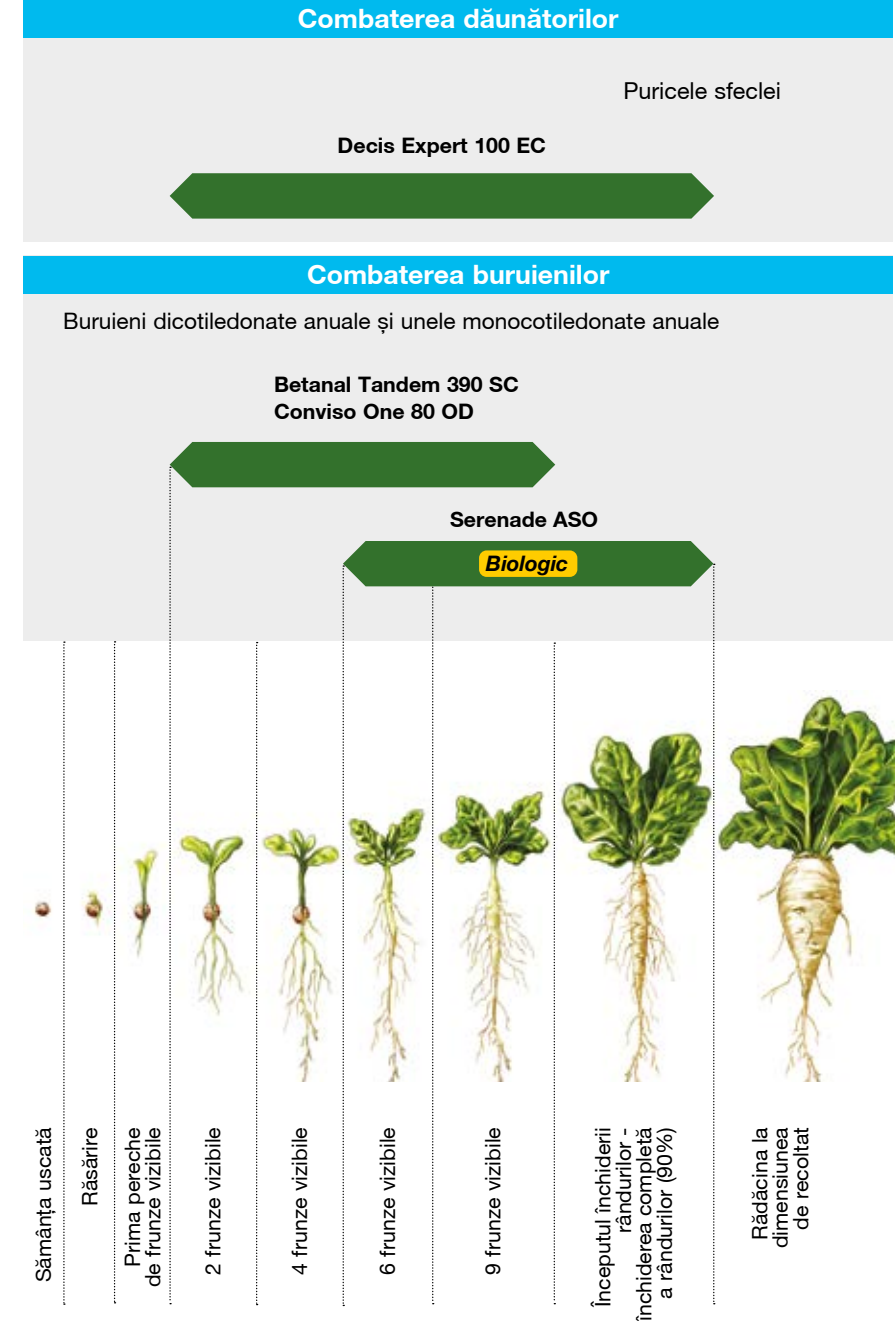 Combaterea dăunătorilor
Puricele sfeclei
Decis Expert 100 EC
Combaterea buruienilor
Buruieni dicotiledonate anuale și unele monocotiledonate anuale
Betanal Tandem 390 SC
Conviso One 80 OD
Serenade ASO
Biologic
Sămânța uscată
Răsărire
Prima pereche
de frunze vizibile
2 frunze vizibile
4 frunze vizibile
6 frunze vizibile
9 frunze vizibile
Începutul închiderii
rândurilor -
închiderea completă
a rândurilor (90%)
Rădăcina la
dimensiunea
de recoltat